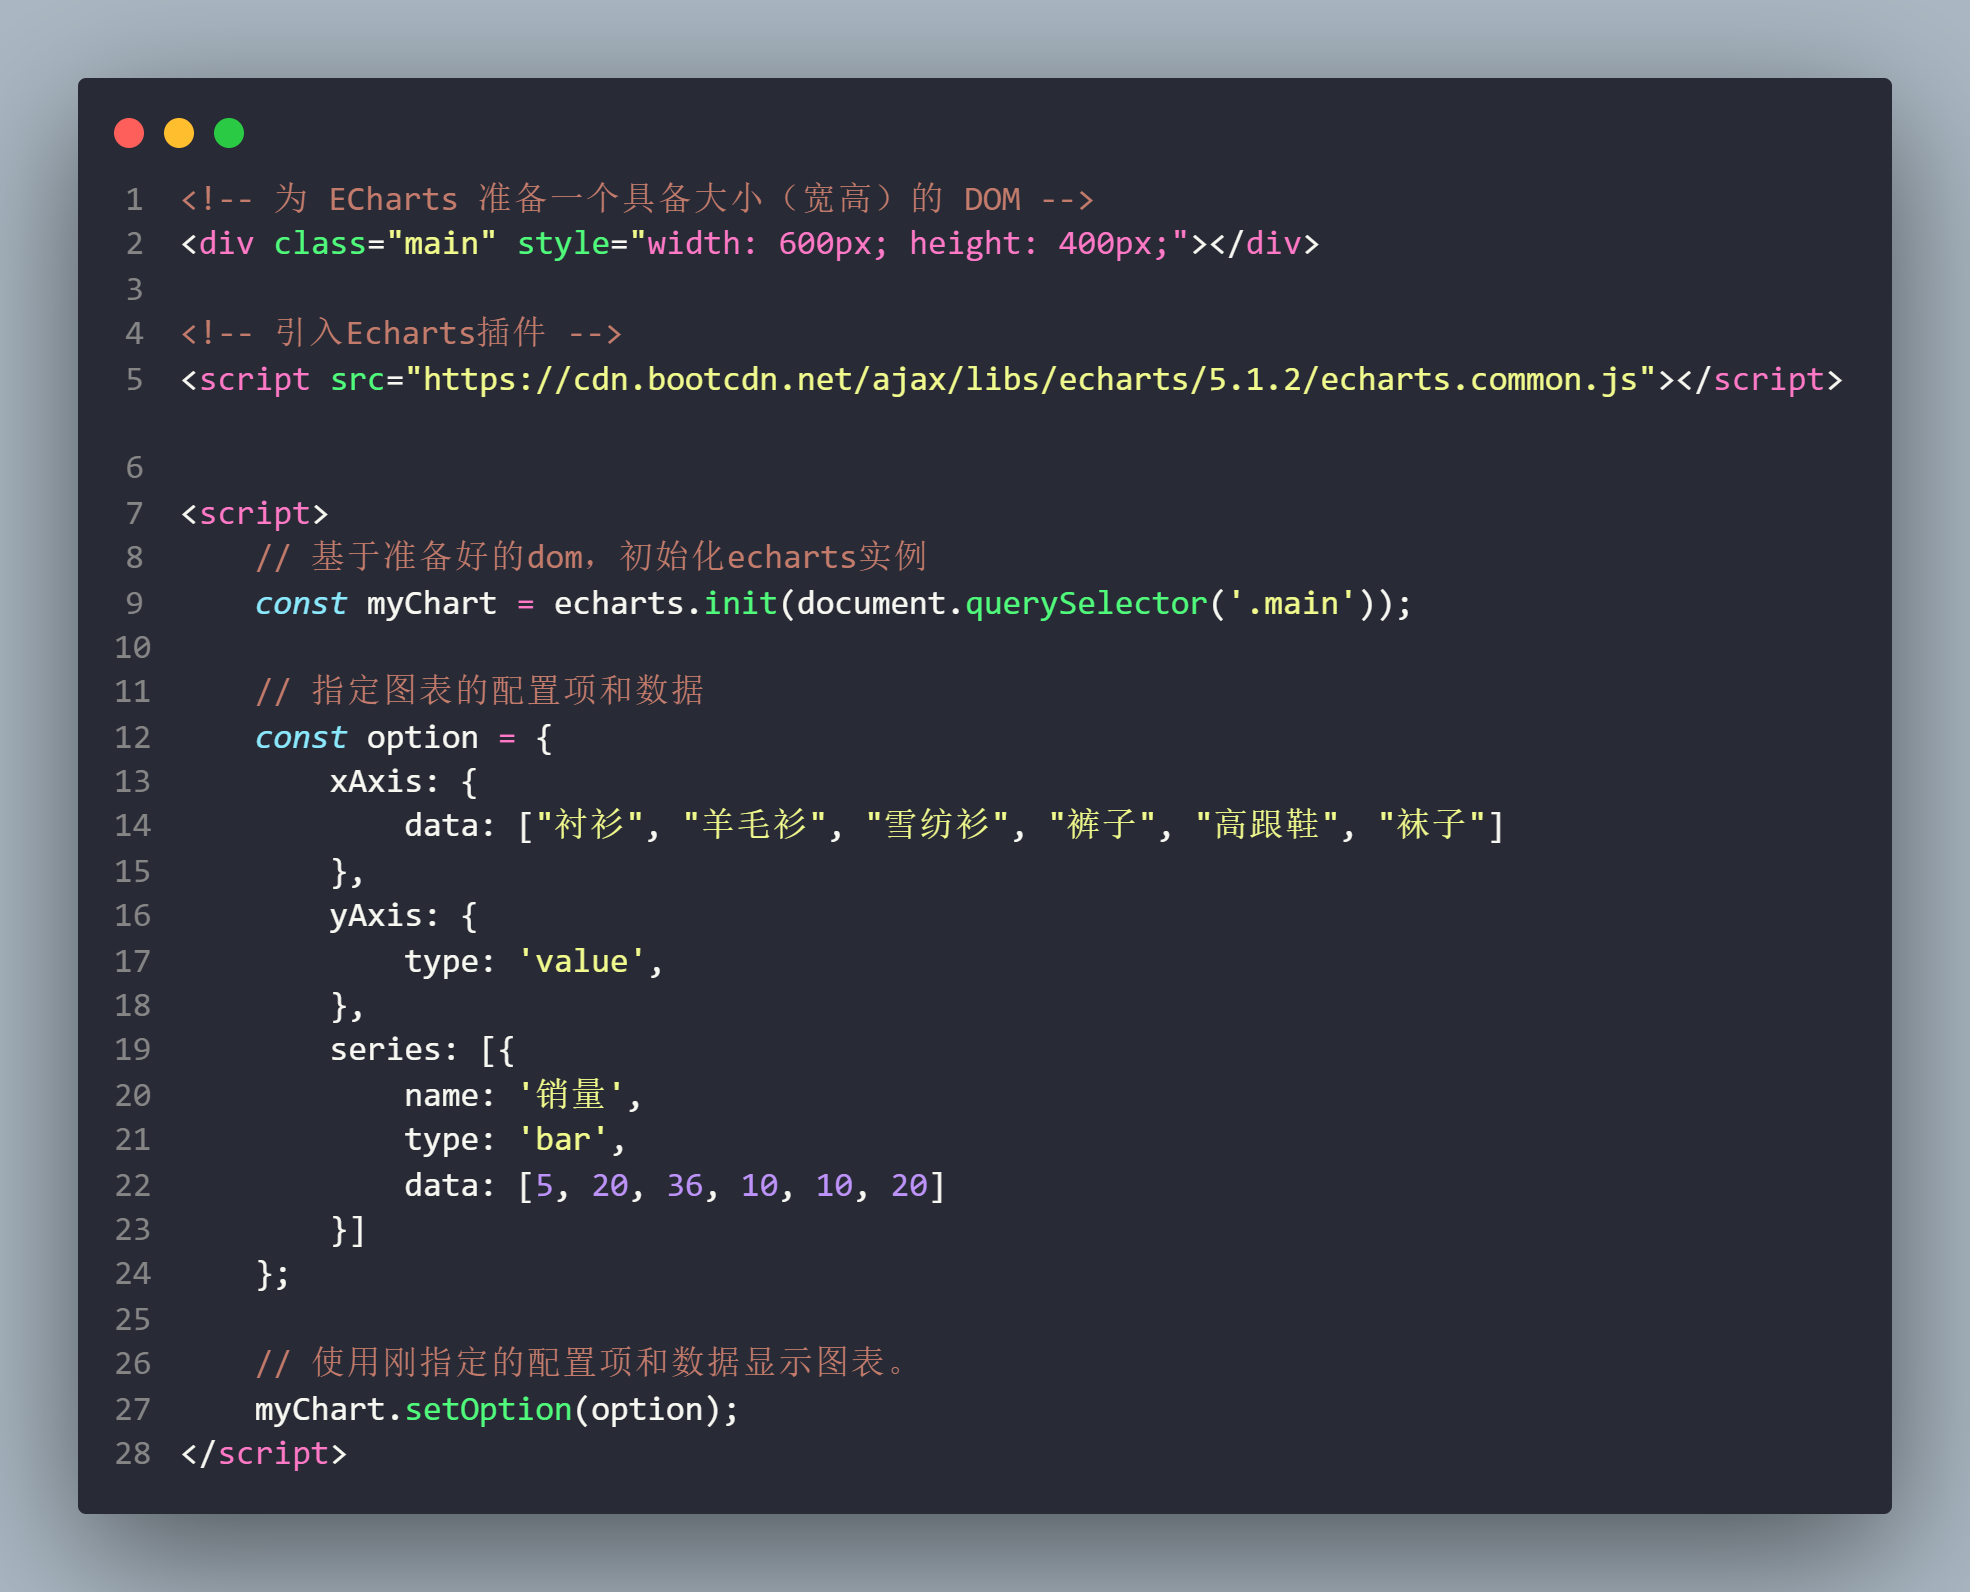 1 <!-- 为 ECharts 准备一个具备大小（宽高）的 DOM -->
2 <div class="main" style="width: 600px; height: 400px;"></div>
3
4 <!-- 引入Echarts插件 -->
5 <script src="https://cdn.bootcdn.net/ajax/libs/echarts/5.1.2/echarts.common.js"></script>
6
7 <script>
8     // 基于准备好的dom，初始化echarts实例
9     const myChart = echarts.init(document.querySelector('.main'));
10
11     // 指定图表的配置项和数据
12     const option = {
13         xAxis: {
14             data: ["衬衫", "羊毛衫", "雪纺衫", "裤子", "高跟鞋", "袜子"]
15         },
16         yAxis: {
17             type: 'value',
18         },
19         series: [{
20             name: '销量',
21             type: 'bar',
22             data: [5, 20, 36, 10, 10, 20]
23         }]
24     };
25
26     // 使用刚指定的配置项和数据显示图表。
27     myChart.setOption(option);
28 </script>